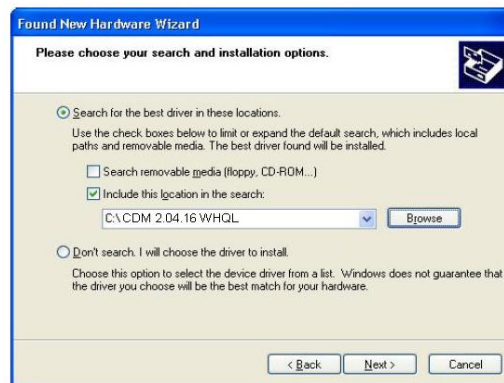 Found New Hardware Wizard
Please choose your search and installation options.
Search for the best driver in these locations.
Use the check boxes below to limit or expand the default search, which includes local
paths and removable media. The best driver found will be installed.
Search removable media (floppy, CD-ROM...)
Include this location in the search:
C:\CDM 2.04.16 WHQL
Browse
Don't search. I will choose the driver to install.
Choose this option to select the device driver from a list. Windows does not guarantee that
the driver you choose will be the best match for your hardware.
< Back
Next >
Cancel